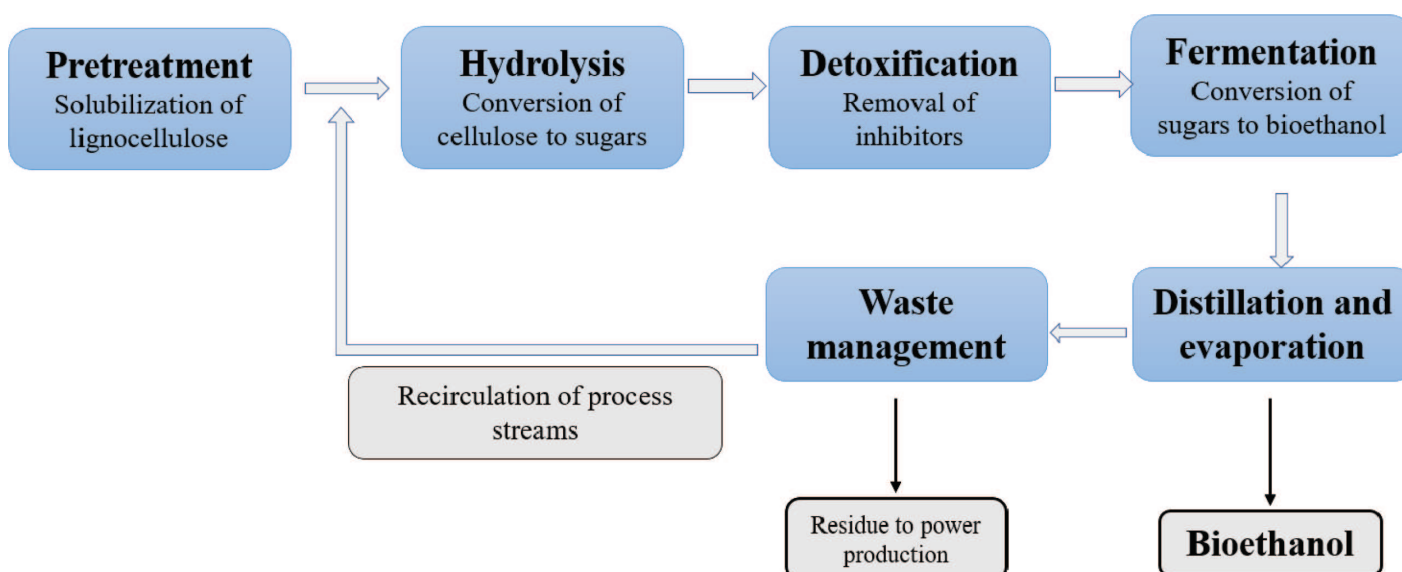 Pretreatment
Solubilization of
lignocellulose
Hydrolysis
Conversion of
cellulose to sugars
Detoxification
Removal of
inhibitors
Fermentation
Conversion of
sugars to bioethanol
Distillation and
evaporation
Waste
management
Recirculation of process
streams
Residue to power
production
Bioethanol